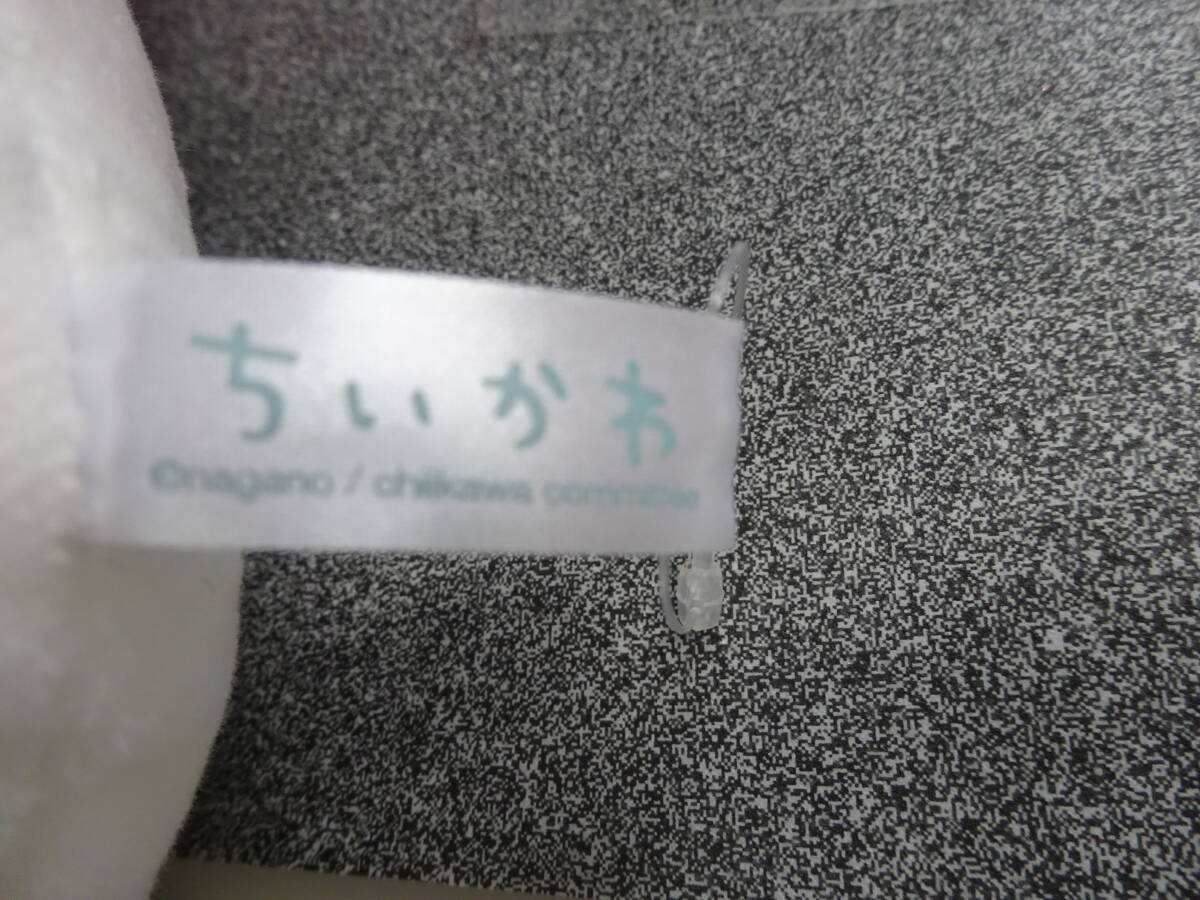 ちいかわ
©nagano / chiikawa committee